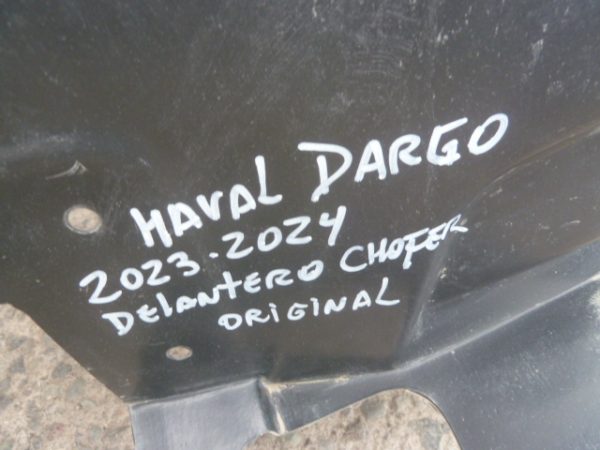 HAVAL DARGO
2023-2024
DElANTERO CHOFER
ORIGINAL